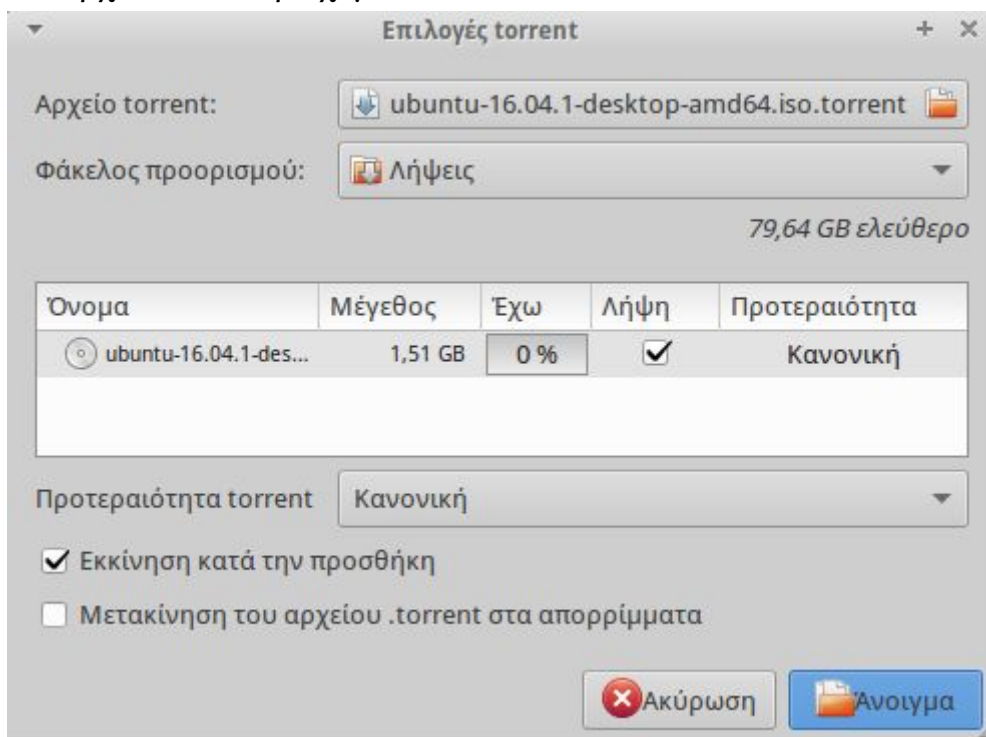 Επιλογές torrent
Αρχείο torrent: ubuntu-16.04.1-desktop-amd64.iso.torrent
Φάκελος προορισμού: Λήψεις
79,64 GB ελεύθερο
Όνομα Μέγεθος Έχω Λήψη Προτεραιότητα
ubuntu-16.04.1-des... 1,51 GB 0 % Κανονική
Προτεραιότητα torrent Κανονική
Εκκίνηση κατά την προσθήκη
Μετακίνηση του αρχείου .torrent στα απορρίμματα
Ακύρωση Άνοιγμα